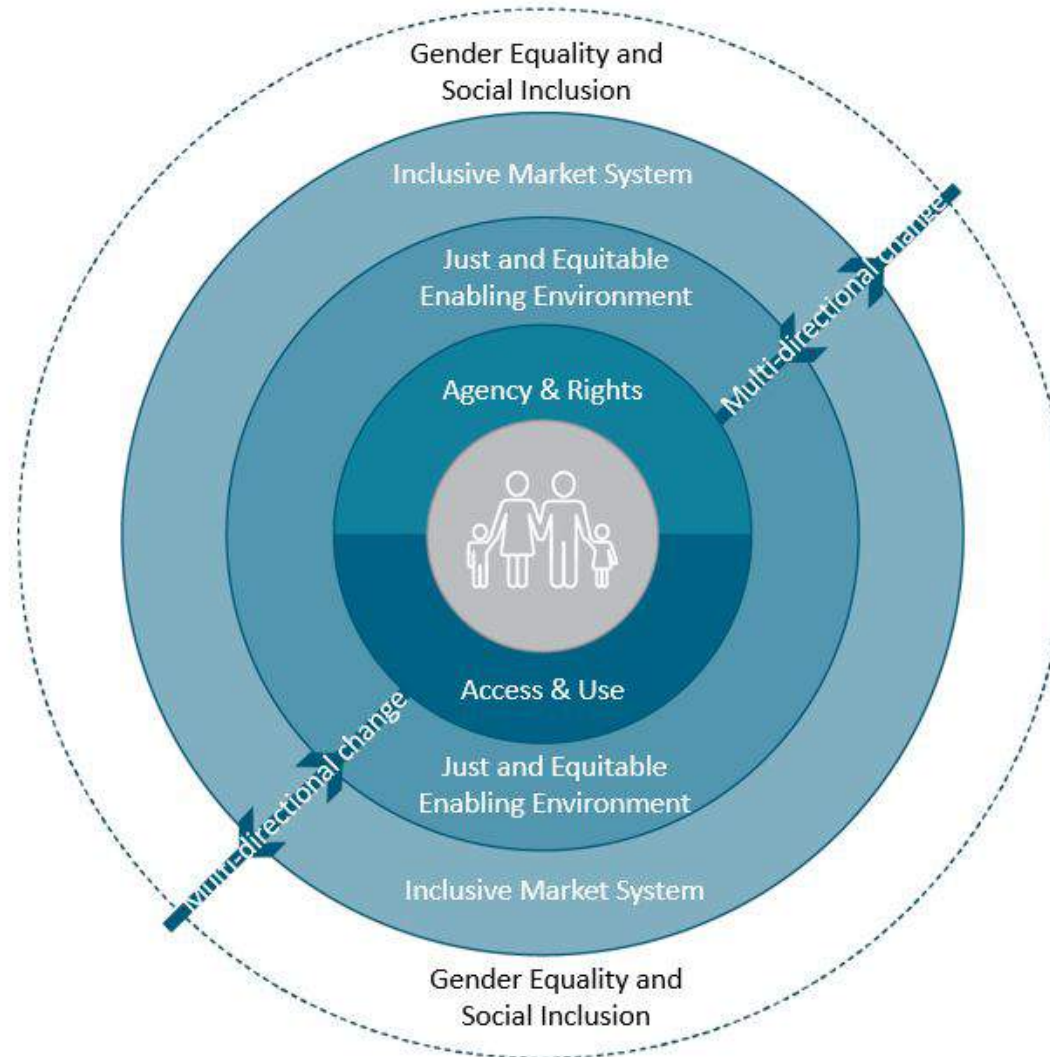 Gender Equality and
Social Inclusion
Inclusive Market System
Just and Equitable
Enabling Environment
Multi-directional change
Agency & Rights
Access & Use
Multi-directional change
Just and Equitable
Enabling Environment
Inclusive Market System
Gender Equality and
Social Inclusion